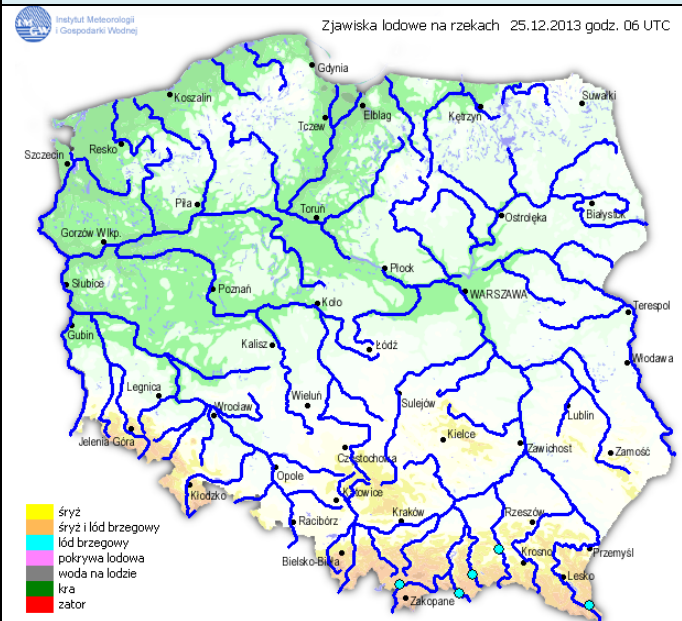 IMGW
Instytut Meteorologii
i Gospodarki Wodnej
Zjawiska lodowe na rzekach 25.12.2013 godz. 06 UTC
Gdynia
Koszalin
Suwałki
Tczew
Elbląg
Kętrzyn
Resko
Szczecin
Piła
Toruń
Ostrołęka
Białystok
Gorzów Wlkp.
Płock
Słubice
Poznań
Koło
WARSZAWA
Terespol
Gubin
Kalisz
Łódź
Włodawa
Legnica
Wrocław
Wieluń
Sulejów
Lublin
Jelenia Góra
Kielce
Zawichost
Zamość
Częstochowa
Opole
Kłodzko
Katowice
Racibórz
Kraków
Rzeszów
Bielsko-Biała
Krosno
Przemyśl
Zakopane
Lesko
śryż
śryż i lód brzegowy
lód brzegowy
pokrywa lodowa
woda na lodzie
kra
zator